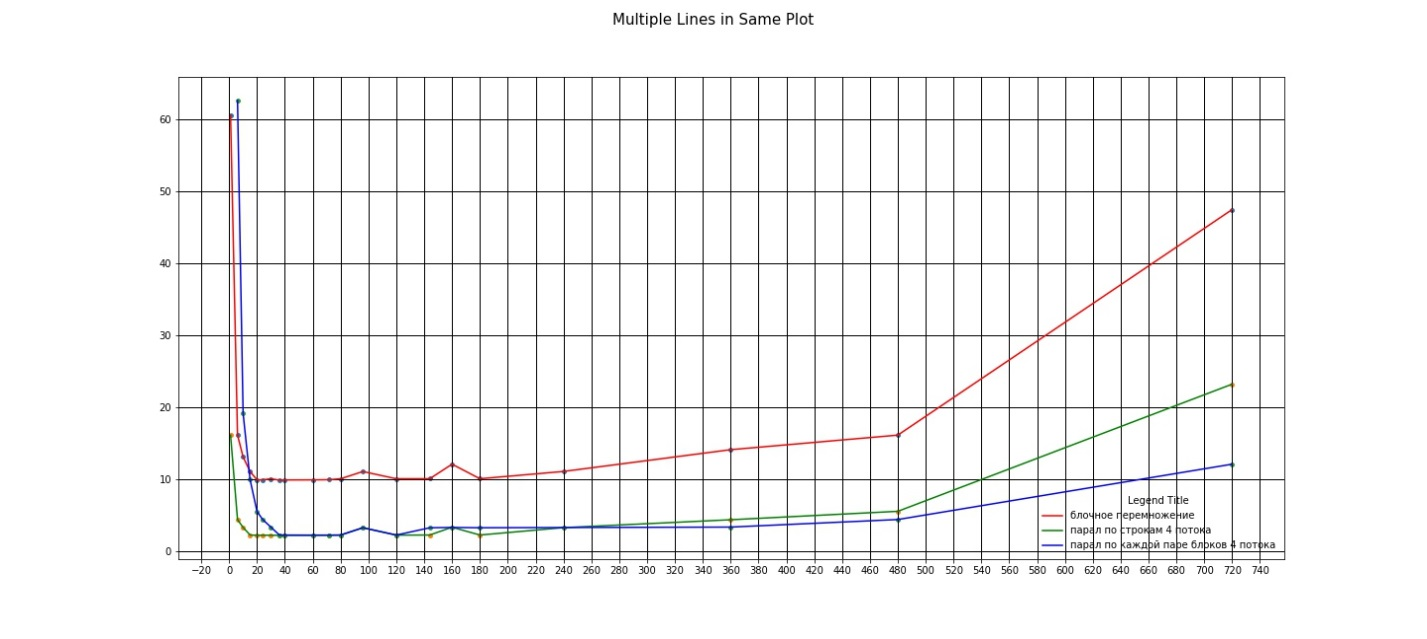 Multiple Lines in Same Plot
60
50
40
30
20
10
0
−20 0 20 40 60 80 100 120 140 160 180 200 220 240 260 280 300 320 340 360 380 400 420 440 460 480 500 520 540 560 580 600 620 640 660 680 700 720 740
Legend Title
блочное перемножение
парал по строкам 4 потока
парал по каждой паре блоков 4 потока